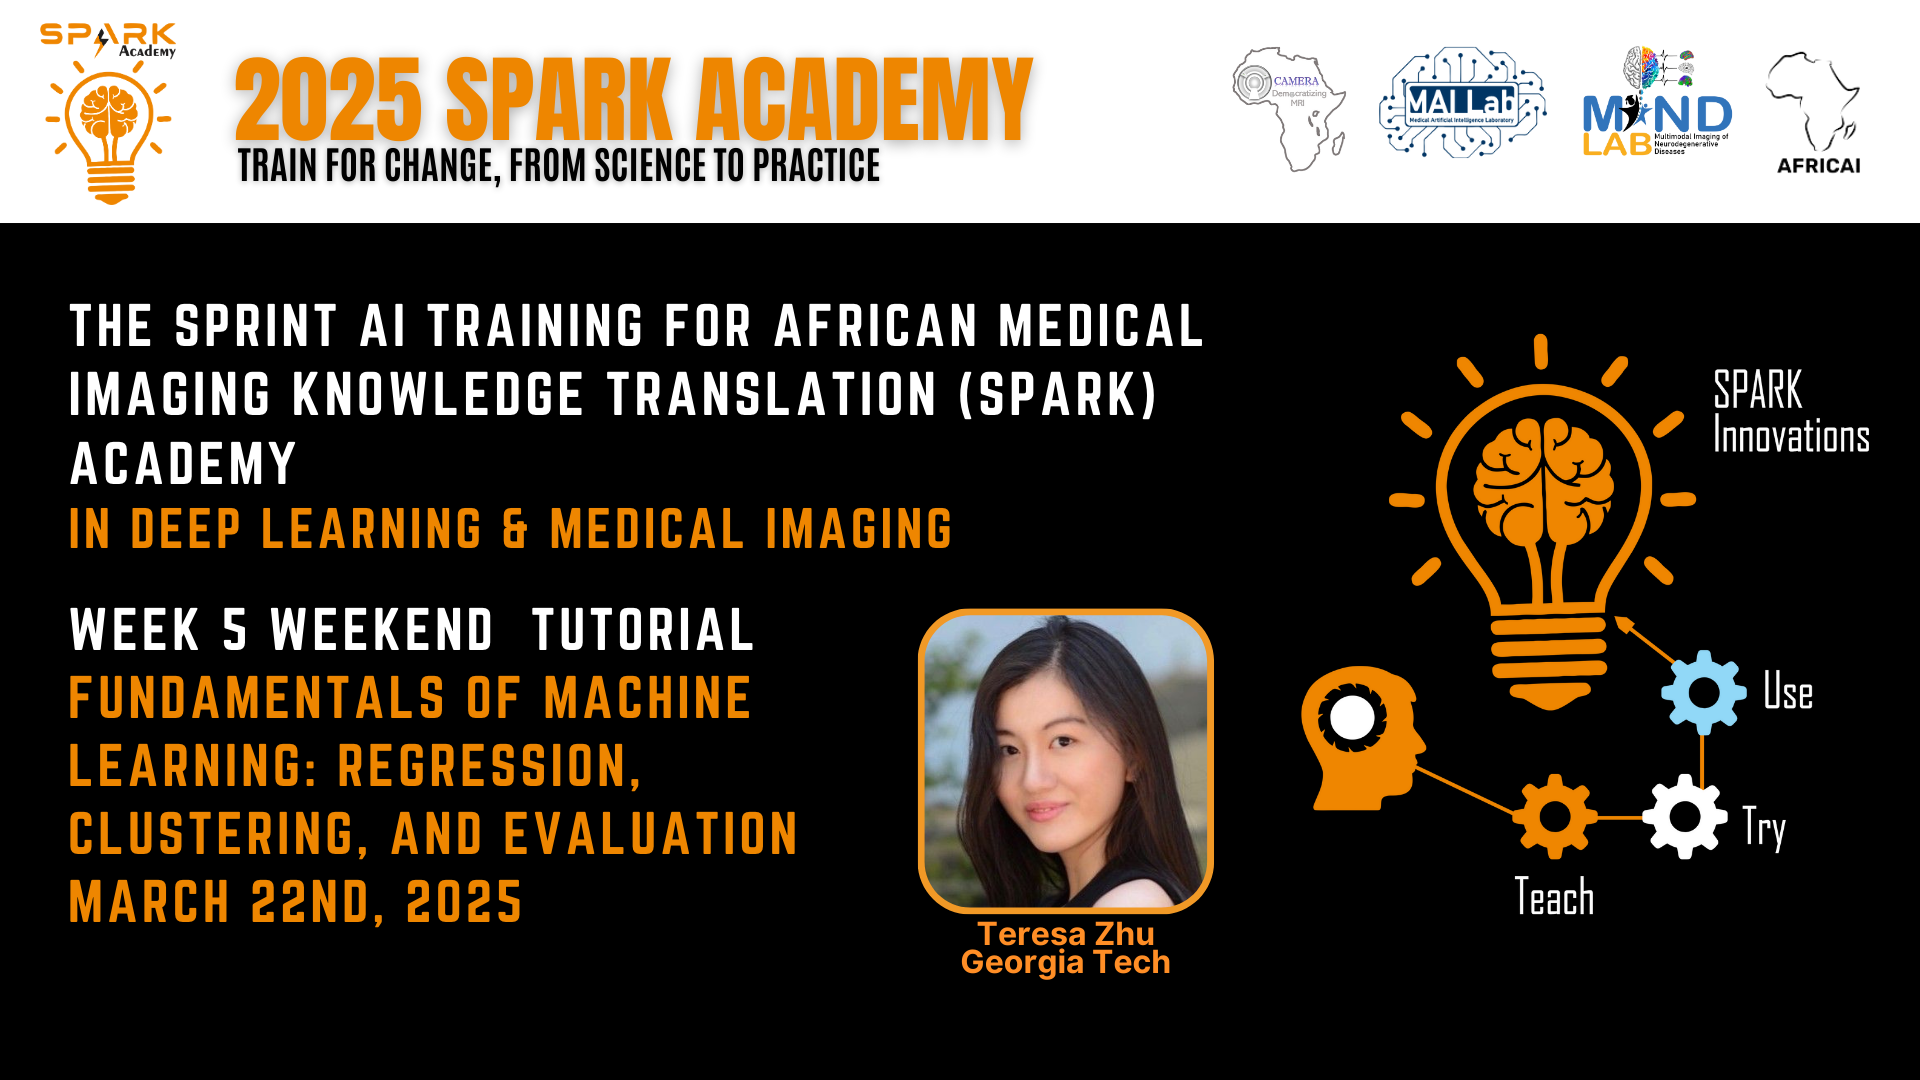 SPARK
Academy
2025 SPARK ACADEMY
TRAIN FOR CHANGE, FROM SCIENCE TO PRACTICE
CAMERA
Democratizing
MRI
MAI Lab
Medical Artificial Intelligence Laboratory
MIND
LAB
Multimodal Imaging of
Neurodegenerative
Diseases
AFRICAI
THE SPRINT AI TRAINING FOR AFRICAN MEDICAL
IMAGING KNOWLEDGE TRANSLATION (SPARK)
ACADEMY
IN DEEP LEARNING & MEDICAL IMAGING
WEEK 5 WEEKEND TUTORIAL
FUNDAMENTALS OF MACHINE
LEARNING: REGRESSION,
CLUSTERING, AND EVALUATION
MARCH 22ND, 2025
Teresa Zhu
Georgia Tech
SPARK
Innovations
Use
Try
Teach